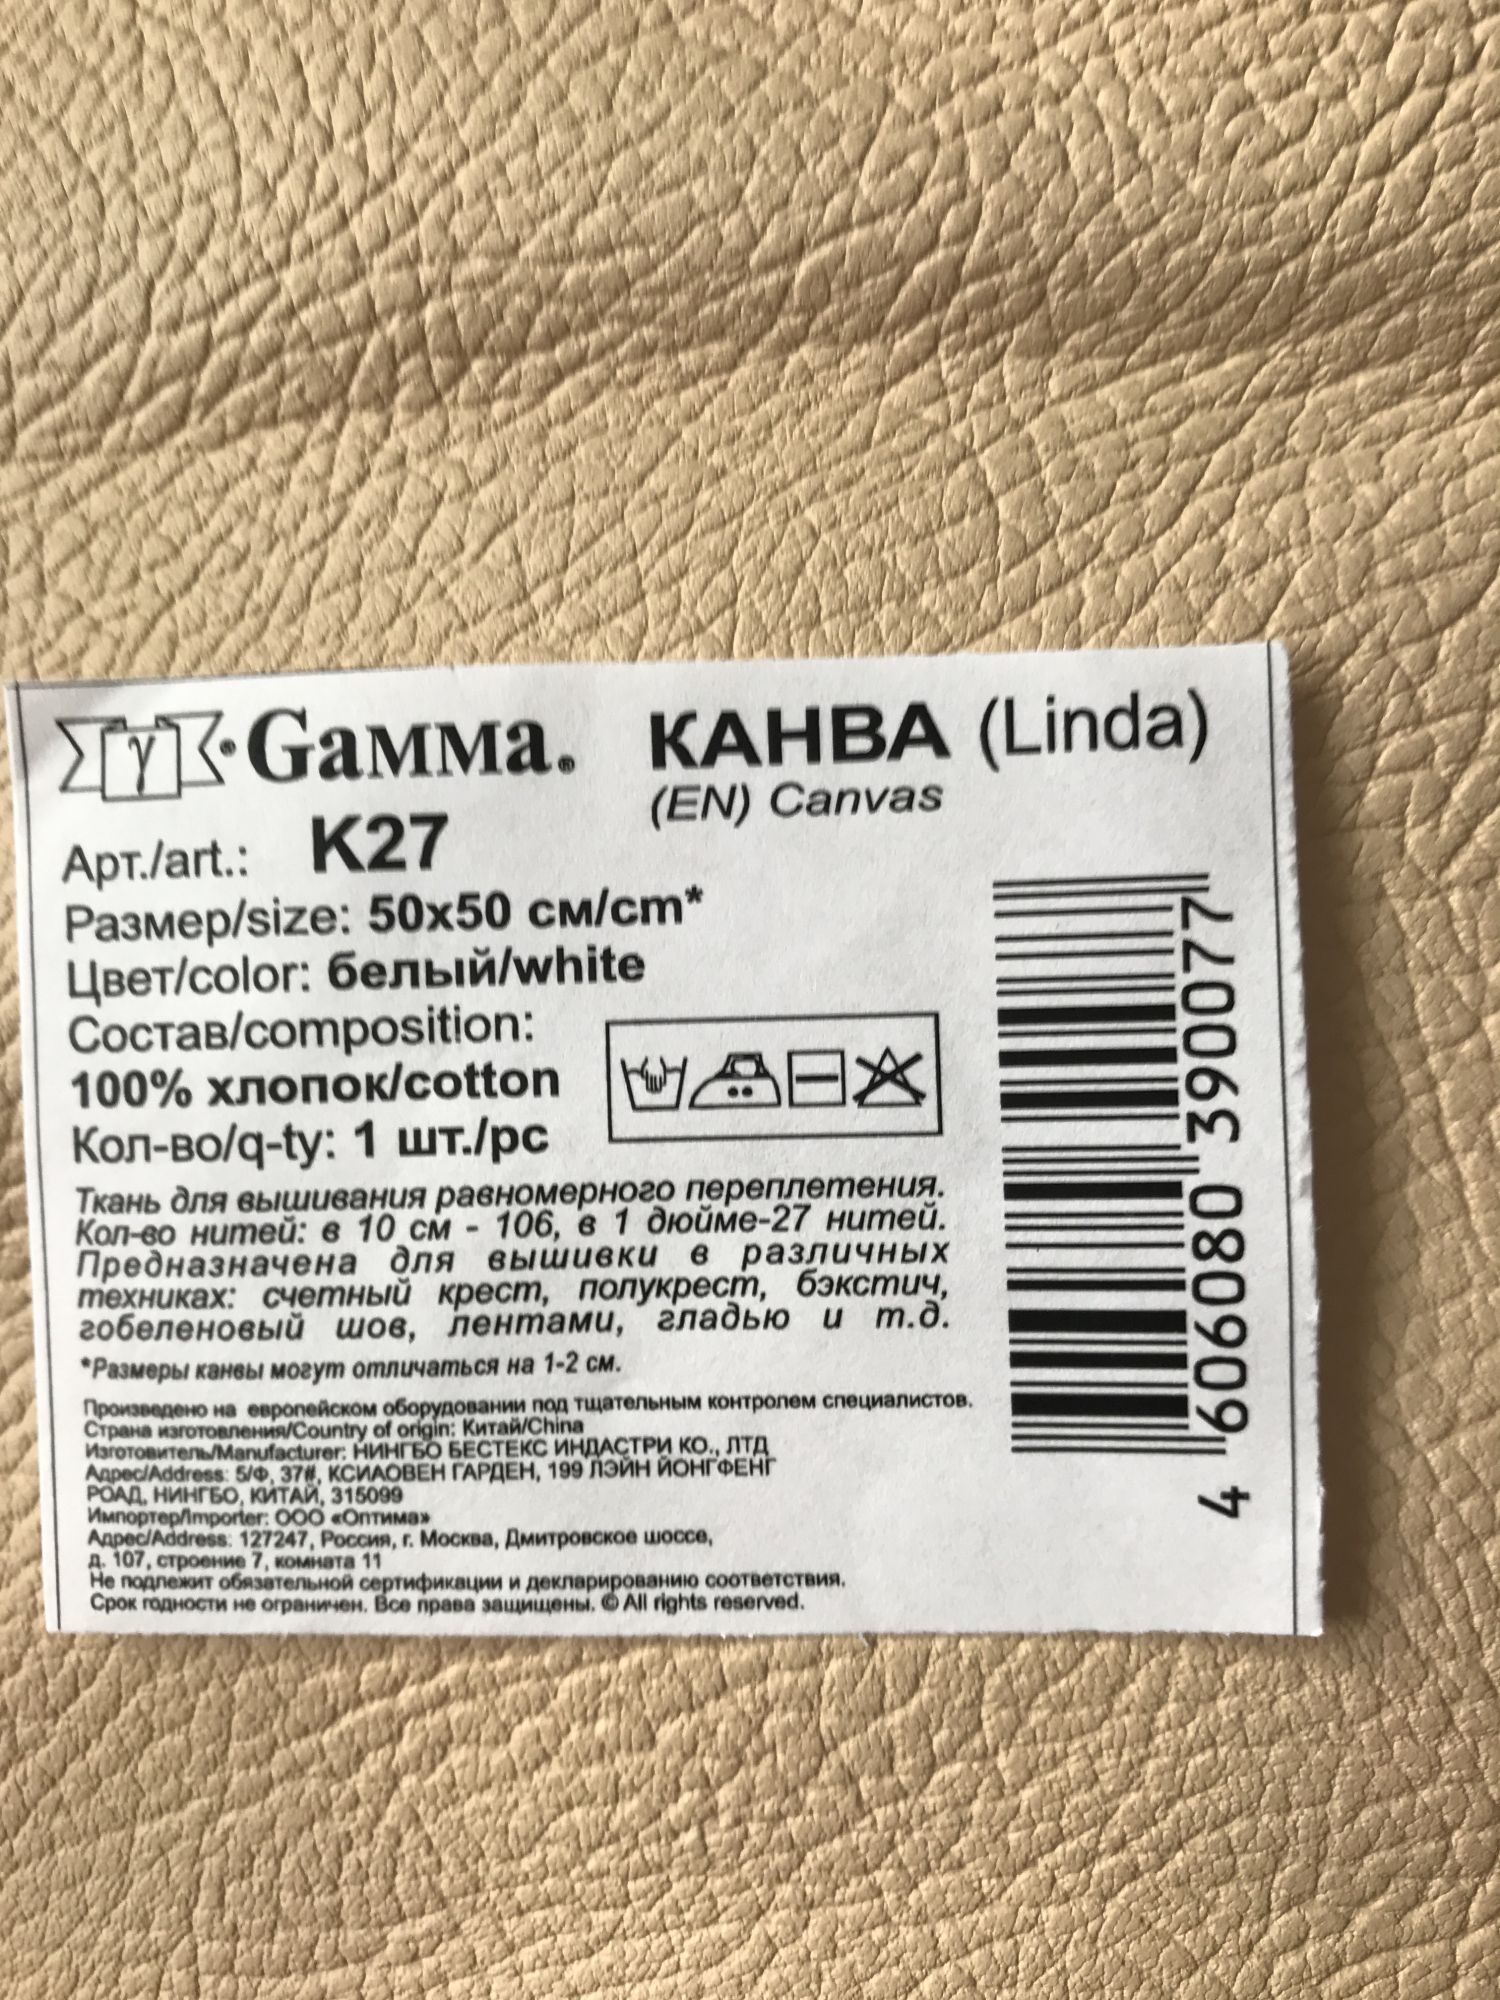 γ Gamma® КАНВА (Linda)
(EN) Canvas
Арт./art.: K27
Размер/size: 50x50 см/cm*
Цвет/color: белый/white
Состав/composition:
100% хлопок/cotton
Кол-во/q-ty: 1 шт./pc
Ткань для вышивания равномерного переплетения.
Кол-во нитей: в 10 см - 106, в 1 дюйме-27 нитей.
Предназначена для вышивки в различных
техниках: счетный крест, полукрест, бэкстич,
гобеленовый шов, лентами, гладью и т.д.
*Размеры канвы могут отличаться на 1-2 см.
Произведено на европейском оборудовании под тщательным контролем специалистов.
Страна изготовления/Country of origin: Китай/China
Изготовитель/Manufacturer: НИНГБО БЕСТЕКС ИНДАСТРИ КО., ЛТД
Адрес/Address: 5/Ф, 37#, КСИАОВЕН ГАРДЕН, 199 ЛЭЙН ЙОНГФЕНГ
РОАД, НИНГБО, КИТАЙ, 315099
Импортер/Importer: ООО «Оптима»
Адрес/Address: 127247, Россия, г. Москва, Дмитровское шоссе,
д. 107, строение 7, комната 11
Не подлежит обязательной сертификации и декларированию соответствия.
Срок годности не ограничен. Все права защищены. © All rights reserved.
4 606080 390077